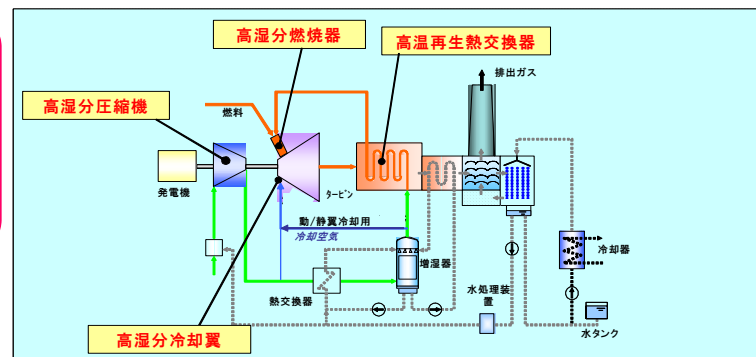 高湿分燃焼器
高温再生熱交換器
排出ガス
高湿分圧縮機
燃料
発電機
タービン
動/静翼冷却用
冷却空気
増湿器
冷却器
熱交換器
水処理装
置
水タンク
高湿分冷却翼